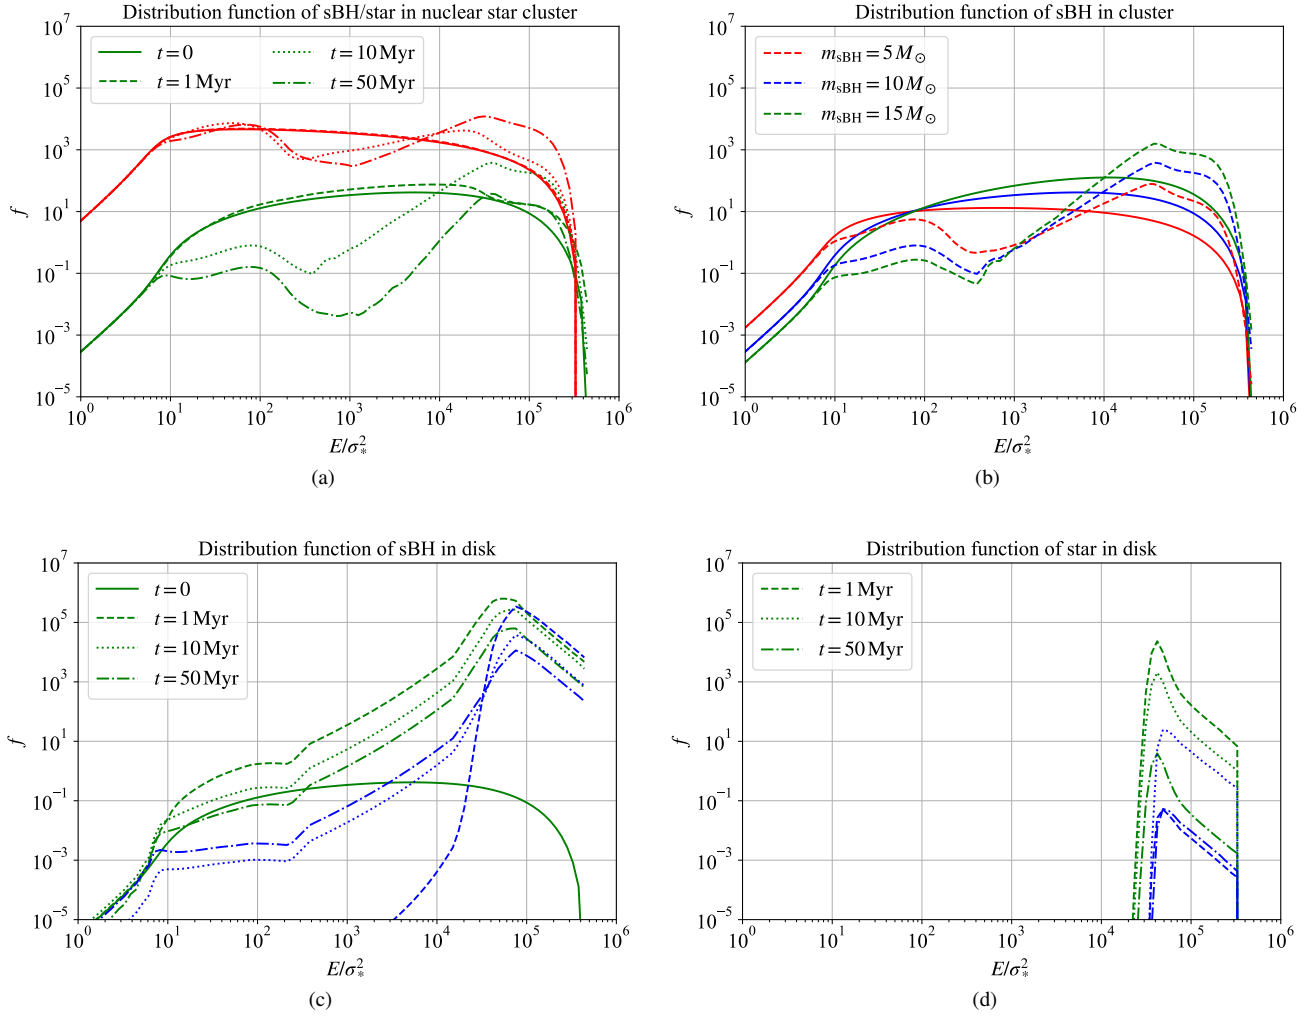 Distribution function of sBH/star in nuclear star cluster
t = 0
t = 1 Myr
t = 10 Myr
t = 50 Myr
10^7
10^5
10^3
10^1
10^−1
10^−3
10^−5
f
10^0 10^1 10^2 10^3 10^4 10^5 10^6
E/σ_*^2
(a)
Distribution function of sBH in cluster
m_sBH = 5 M_⊙
m_sBH = 10 M_⊙
m_sBH = 15 M_⊙
10^7
10^5
10^3
10^1
10^−1
10^−3
10^−5
f
10^0 10^1 10^2 10^3 10^4 10^5 10^6
E/σ_*^2
(b)
Distribution function of sBH in disk
t = 0
t = 1 Myr
t = 10 Myr
t = 50 Myr
10^7
10^5
10^3
10^1
10^−1
10^−3
10^−5
f
10^0 10^1 10^2 10^3 10^4 10^5 10^6
E/σ_*^2
(c)
Distribution function of star in disk
t = 1 Myr
t = 10 Myr
t = 50 Myr
10^7
10^5
10^3
10^1
10^−1
10^−3
10^−5
f
10^0 10^1 10^2 10^3 10^4 10^5 10^6
E/σ_*^2
(d)